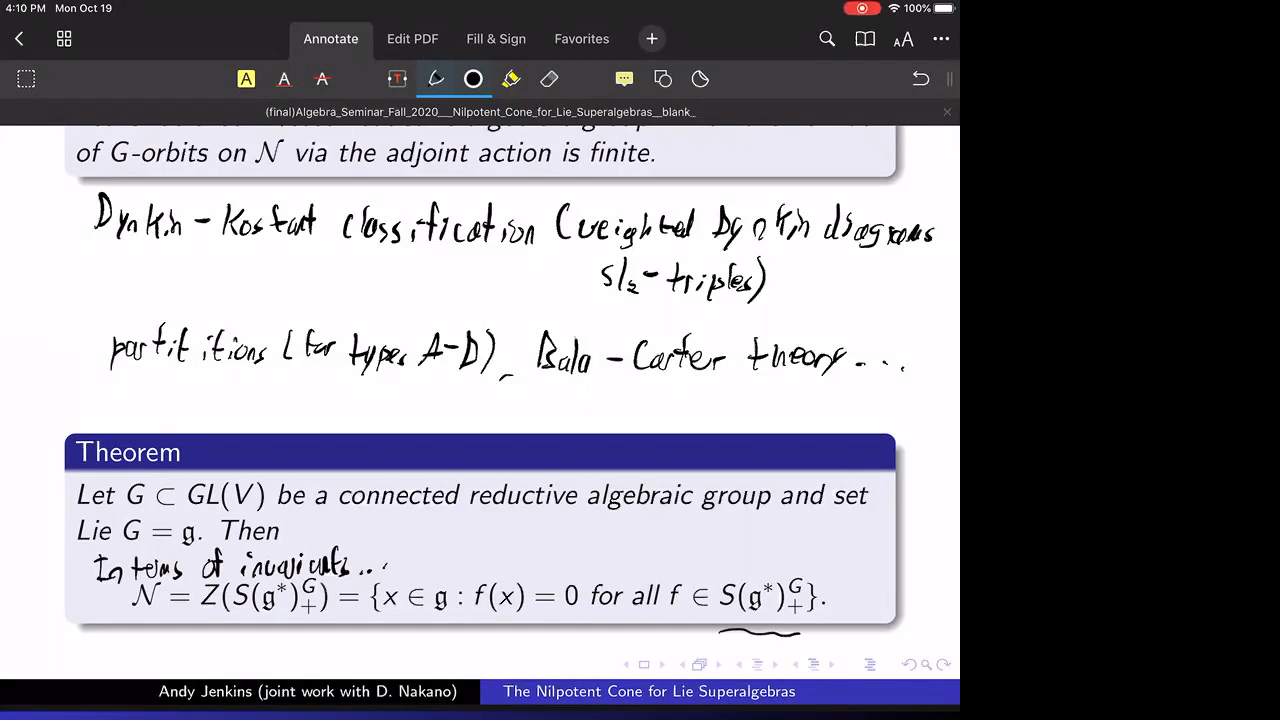 4:10 PM Mon Oct 19
100%
Annotate Edit PDF Fill & Sign Favorites
(final)Algebra_Seminar_Fall_2020___Nilpotent_Cone_for_Lie_Superalgebras__blank_
of G-orbits on 𝒩 via the adjoint action is finite.
Dynkin - Kostant classification (weighted Dynkin diagrams
sl₂ - triples)
partitions (for types A-D), Bala - Carter theory ...
Theorem
Let G ⊂ GL(V) be a connected reductive algebraic group and set
Lie G = 𝔤. Then
In terms of invariants...
𝒩 = Z(S(𝔤*)₊ᴳ) = {x ∈ 𝔤 : f(x) = 0 for all f ∈ S(𝔤*)₊ᴳ}.
Andy Jenkins (joint work with D. Nakano) The Nilpotent Cone for Lie Superalgebras